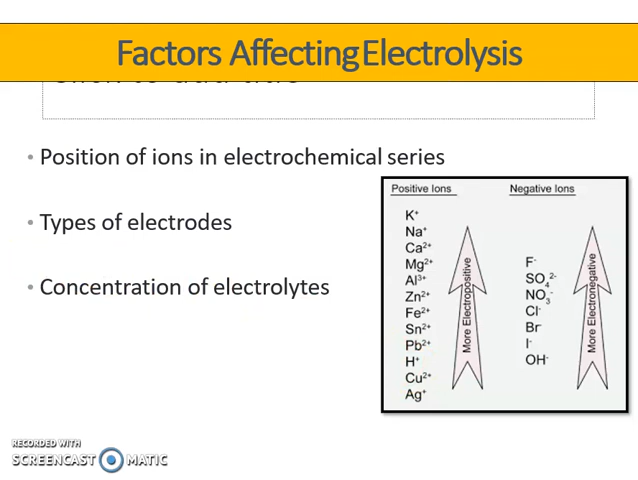 Factors Affecting Electrolysis
• Position of ions in electrochemical series
• Types of electrodes
• Concentration of electrolytes
Positive Ions
K⁺
Na⁺
Ca²⁺
Mg²⁺
Al³⁺
Zn²⁺
Fe²⁺
Sn²⁺
Pb²⁺
H⁺
Cu²⁺
Ag⁺
More Electropositive
Negative Ions
F⁻
SO₄²⁻
NO₃⁻
Cl⁻
Br⁻
I⁻
OH⁻
More Electronegative
RECORDED WITH
SCREENCAST MATIC